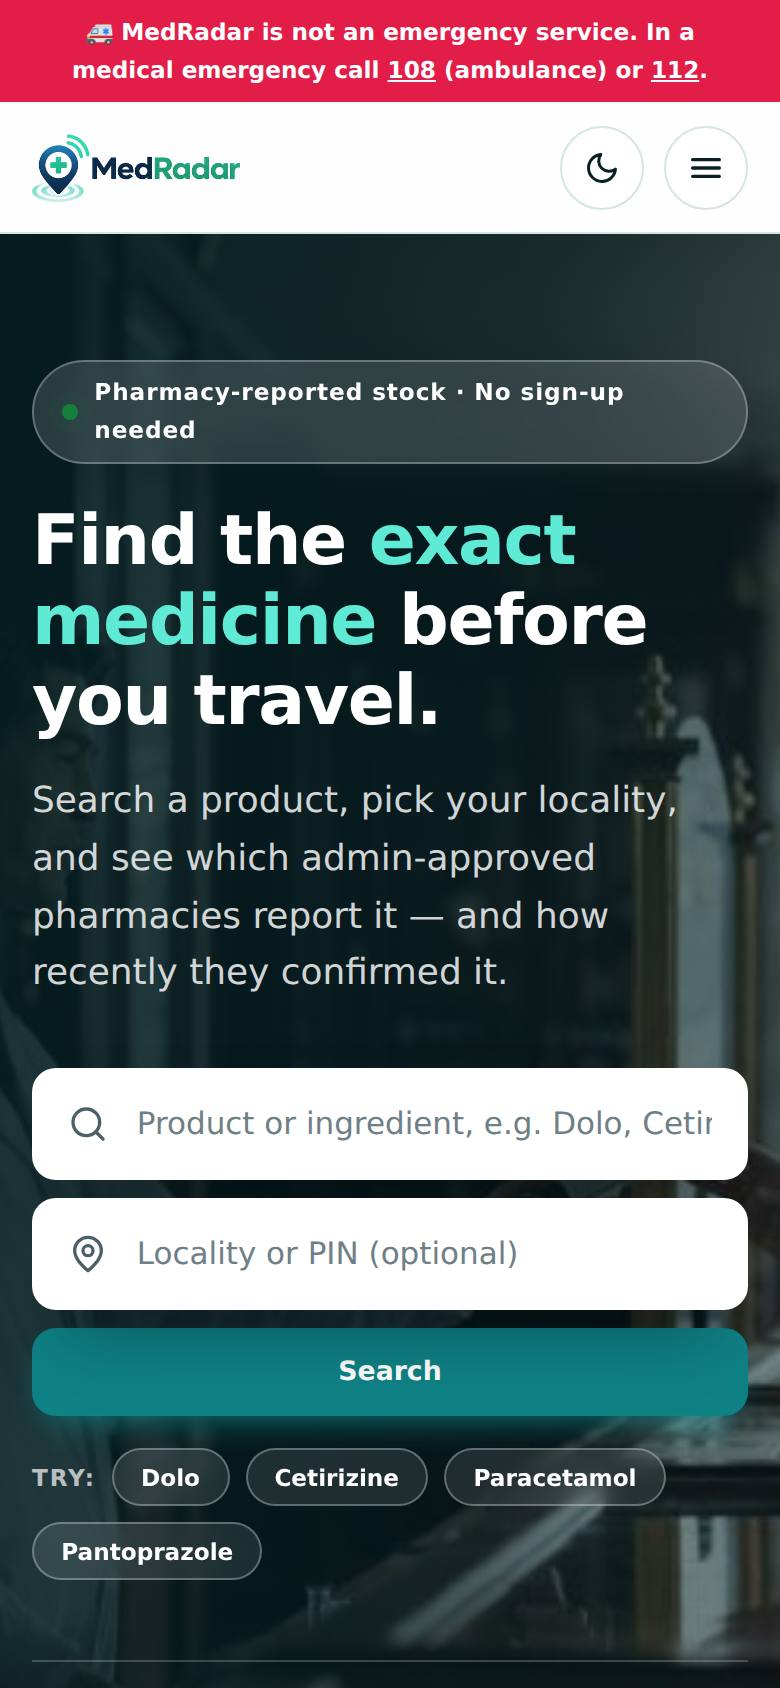 🚑 MedRadar is not an emergency service. In a
medical emergency call 108 (ambulance) or 112.
MedRadar
Pharmacy-reported stock · No sign-up
needed
Find the exact
medicine before
you travel.
Search a product, pick your locality,
and see which admin-approved
pharmacies report it — and how
recently they confirmed it.
Product or ingredient, e.g. Dolo, Cetir
Locality or PIN (optional)
Search
TRY: Dolo Cetirizine Paracetamol
Pantoprazole